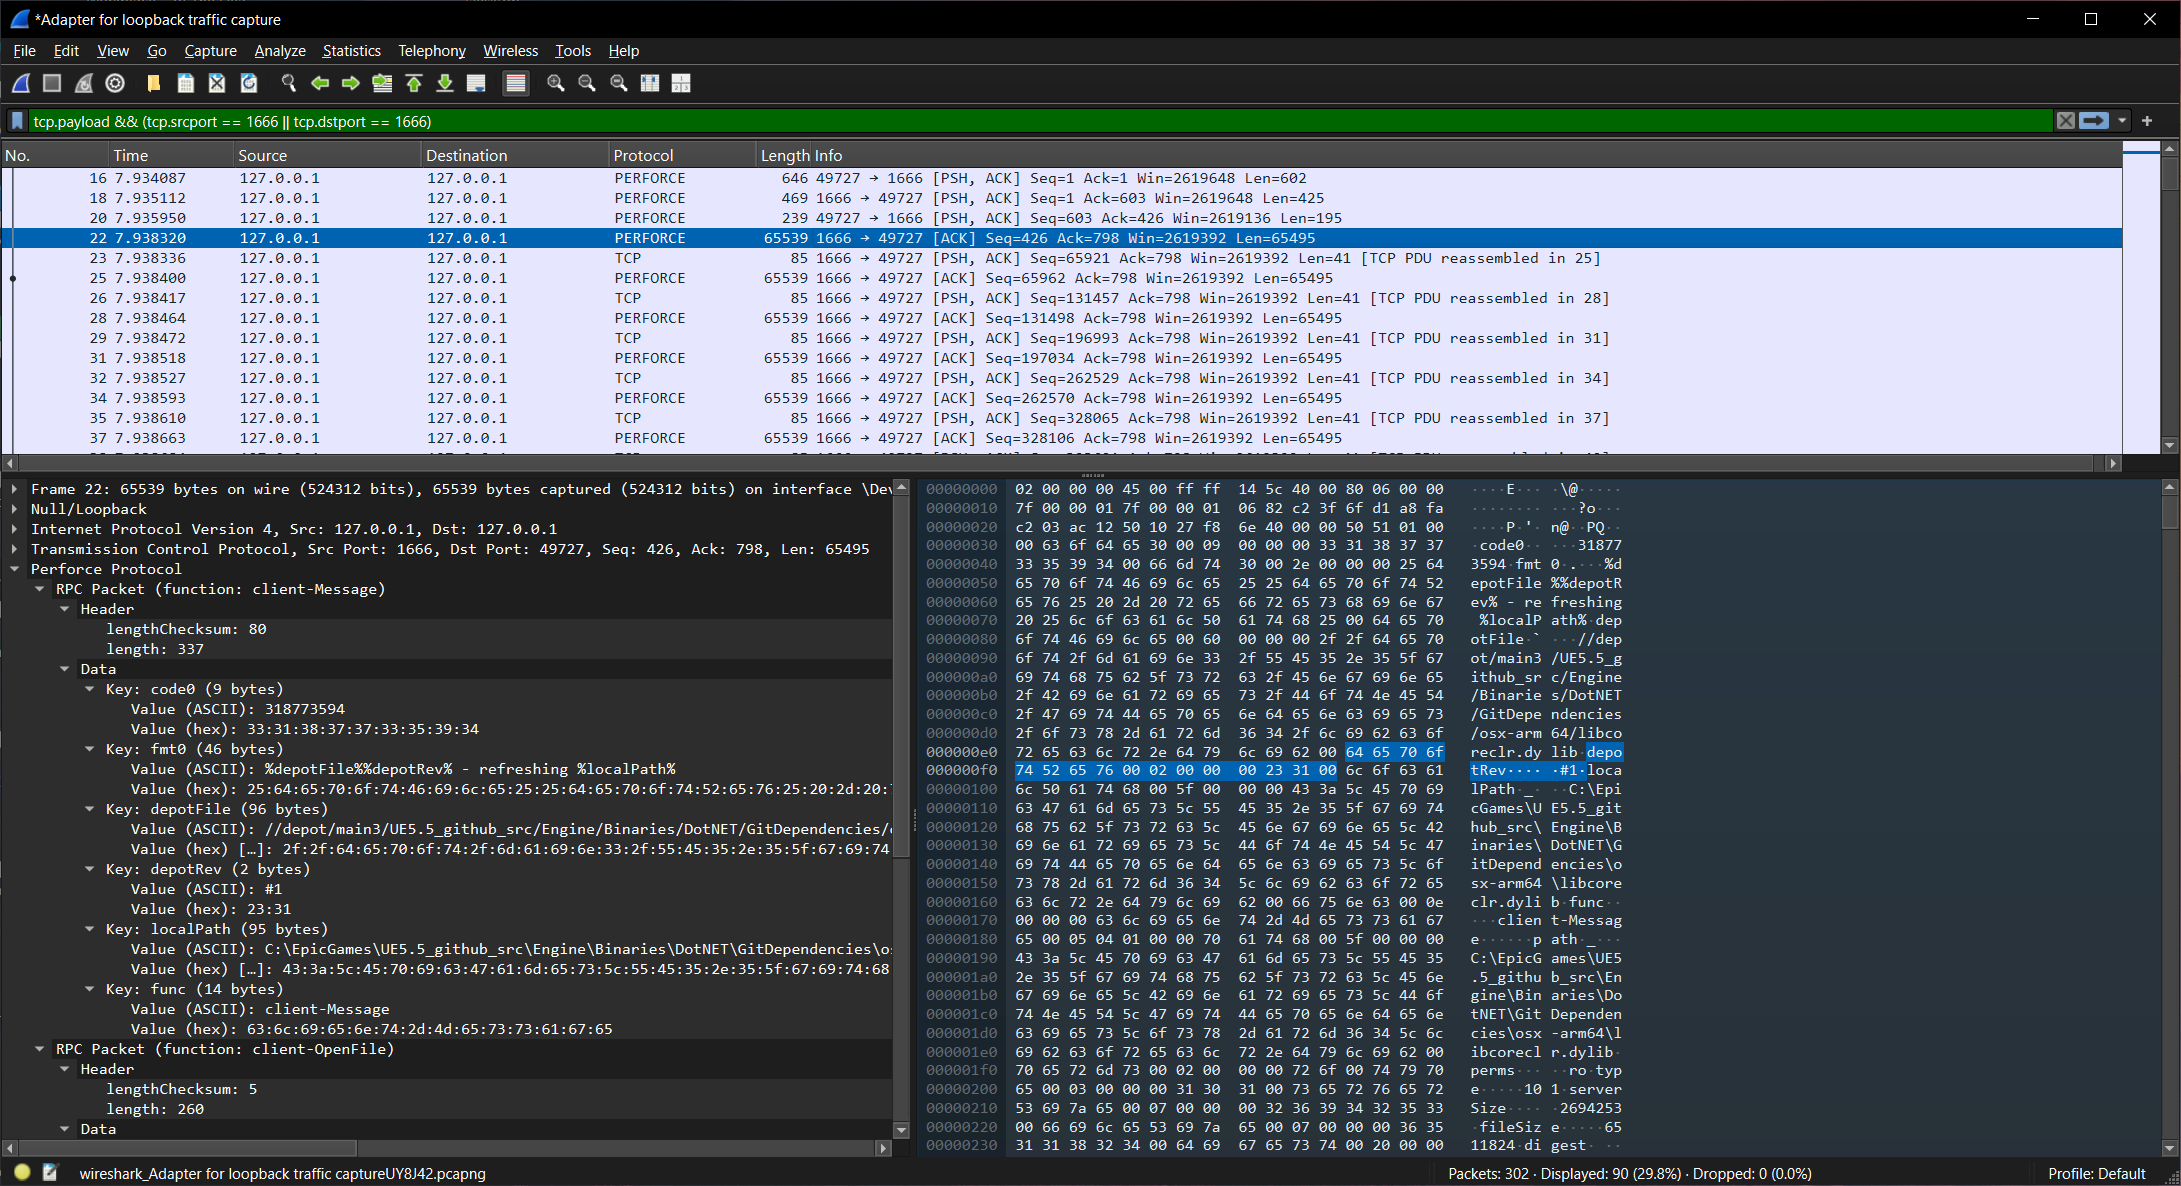 *Adapter for loopback traffic capture
File Edit View Go Capture Analyze Statistics Telephony Wireless Tools Help
tcp.payload && (tcp.srcport == 1666 || tcp.dstport == 1666)
No. Time Source Destination Protocol Length Info
16 7.934087 127.0.0.1 127.0.0.1 PERFORCE 646 49727 → 1666 [PSH, ACK] Seq=1 Ack=1 Win=2619648 Len=602
18 7.935112 127.0.0.1 127.0.0.1 PERFORCE 469 1666 → 49727 [PSH, ACK] Seq=1 Ack=603 Win=2619648 Len=425
20 7.935950 127.0.0.1 127.0.0.1 PERFORCE 239 49727 → 1666 [PSH, ACK] Seq=603 Ack=426 Win=2619136 Len=195
22 7.938320 127.0.0.1 127.0.0.1 PERFORCE 65539 1666 → 49727 [ACK] Seq=426 Ack=798 Win=2619392 Len=65495
23 7.938336 127.0.0.1 127.0.0.1 TCP 85 1666 → 49727 [PSH, ACK] Seq=65921 Ack=798 Win=2619392 Len=41 [TCP PDU reassembled in 25]
25 7.938400 127.0.0.1 127.0.0.1 PERFORCE 65539 1666 → 49727 [ACK] Seq=65962 Ack=798 Win=2619392 Len=65495
26 7.938417 127.0.0.1 127.0.0.1 TCP 85 1666 → 49727 [PSH, ACK] Seq=131457 Ack=798 Win=2619392 Len=41 [TCP PDU reassembled in 28]
28 7.938464 127.0.0.1 127.0.0.1 PERFORCE 65539 1666 → 49727 [ACK] Seq=131498 Ack=798 Win=2619392 Len=65495
29 7.938472 127.0.0.1 127.0.0.1 TCP 85 1666 → 49727 [PSH, ACK] Seq=196993 Ack=798 Win=2619392 Len=41 [TCP PDU reassembled in 31]
31 7.938518 127.0.0.1 127.0.0.1 PERFORCE 65539 1666 → 49727 [ACK] Seq=197034 Ack=798 Win=2619392 Len=65495
32 7.938527 127.0.0.1 127.0.0.1 TCP 85 1666 → 49727 [PSH, ACK] Seq=262529 Ack=798 Win=2619392 Len=41 [TCP PDU reassembled in 34]
34 7.938593 127.0.0.1 127.0.0.1 PERFORCE 65539 1666 → 49727 [ACK] Seq=262570 Ack=798 Win=2619392 Len=65495
35 7.938610 127.0.0.1 127.0.0.1 TCP 85 1666 → 49727 [PSH, ACK] Seq=328065 Ack=798 Win=2619392 Len=41 [TCP PDU reassembled in 37]
37 7.938663 127.0.0.1 127.0.0.1 PERFORCE 65539 1666 → 49727 [ACK] Seq=328106 Ack=798 Win=2619392 Len=65495
Frame 22: 65539 bytes on wire (524312 bits), 65539 bytes captured (524312 bits) on interface \Dev
Null/Loopback
Internet Protocol Version 4, Src: 127.0.0.1, Dst: 127.0.0.1
Transmission Control Protocol, Src Port: 1666, Dst Port: 49727, Seq: 426, Ack: 798, Len: 65495
Perforce Protocol
RPC Packet (function: client-Message)
Header
lengthChecksum: 80
length: 337
Data
Key: code0 (9 bytes)
Value (ASCII): 318773594
Value (hex): 33:31:38:37:37:33:35:39:34
Key: fmt0 (46 bytes)
Value (ASCII): %depotFile%%depotRev% - refreshing %localPath%
Value (hex): 25:64:65:70:6f:74:46:69:6c:65:25:25:64:65:70:6f:74:52:65:76:25:20:2d:20:
Key: depotFile (96 bytes)
Value (ASCII): //depot/main3/UE5.5_github_src/Engine/Binaries/DotNET/GitDependencies/
Value (hex) […]: 2f:2f:64:65:70:6f:74:2f:6d:61:69:6e:33:2f:55:45:35:2e:35:5f:67:69:74
Key: depotRev (2 bytes)
Value (ASCII): #1
Value (hex): 23:31
Key: localPath (95 bytes)
Value (ASCII): C:\EpicGames\UE5.5_github_src\Engine\Binaries\DotNET\GitDependencies\o
Value (hex) […]: 43:3a:5c:45:70:69:63:47:61:6d:65:73:5c:55:45:35:2e:35:5f:67:69:74:68
Key: func (14 bytes)
Value (ASCII): client-Message
Value (hex): 63:6c:69:65:6e:74:2d:4d:65:73:73:61:67:65
RPC Packet (function: client-OpenFile)
Header
lengthChecksum: 5
length: 260
Data
00000000 02 00 00 00 45 00 ff ff 14 5c 40 00 80 06 00 00 ····E· ·\@·····
00000010 7f 00 00 01 7f 00 00 01 06 82 c2 3f 6f d1 a8 fa ········ ···?o···
00000020 c2 03 ac 12 50 10 27 f8 6e 40 00 00 50 51 01 00 ····P·'· n@··PQ··
00000030 00 63 6f 64 65 30 00 09 00 00 00 33 31 38 37 37 ·code0·· ···31877
00000040 33 35 39 34 00 66 6d 74 30 00 2e 00 00 00 25 64 3594·fmt 0·.···%d
00000050 65 70 6f 74 46 69 6c 65 25 25 64 65 70 6f 74 52 epotFile %%depotR
00000060 65 76 25 20 2d 20 72 65 66 72 65 73 68 69 6e 67 ev% - re freshing
00000070 20 25 6c 6f 63 61 6c 50 61 74 68 25 00 64 65 70 %localP ath%·dep
00000080 6f 74 46 69 6c 65 00 60 00 00 00 2f 2f 64 65 70 otFile·` ···//dep
00000090 6f 74 2f 6d 61 69 6e 33 2f 55 45 35 2e 35 5f 67 ot/main3 /UE5.5_g
000000a0 69 74 68 75 62 5f 73 72 63 2f 45 6e 67 69 6e 65 ithub_sr c/Engine
000000b0 2f 42 69 6e 61 72 69 65 73 2f 44 6f 74 4e 45 54 /Binarie s/DotNET
000000c0 2f 47 69 74 44 65 70 65 6e 64 65 6e 63 69 65 73 /GitDepe ndencies
000000d0 2f 6f 73 78 2d 61 72 6d 36 34 2f 6c 69 62 63 6f /osx-arm 64/libco
000000e0 72 65 63 6c 72 2e 64 79 6c 69 62 00 64 65 70 6f reclr.dy lib·depo
000000f0 74 52 65 76 00 02 00 00 00 23 31 00 6c 6f 63 61 tRev···· ·#1·loca
00000100 6c 50 61 74 68 00 5f 00 00 00 43 3a 5c 45 70 69 lPath·_· ··C:\Epi
00000110 63 47 61 6d 65 73 5c 55 45 35 2e 35 5f 67 69 74 cGames\U E5.5_git
00000120 68 75 62 5f 73 72 63 5c 45 6e 67 69 6e 65 5c 42 hub_src\ Engine\B
00000130 69 6e 61 72 69 65 73 5c 44 6f 74 4e 45 54 5c 47 inaries\ DotNET\G
00000140 69 74 44 65 70 65 6e 64 65 6e 63 69 65 73 5c 6f itDepend encies\o
00000150 73 78 2d 61 72 6d 36 34 5c 6c 69 62 63 6f 72 65 sx-arm64 \libcore
00000160 63 6c 72 2e 64 79 6c 69 62 00 66 75 6e 63 00 0e clr.dyli b·func··
00000170 00 00 00 63 6c 69 65 6e 74 2d 4d 65 73 73 61 67 ···clien t-Messag
00000180 65 00 05 04 01 00 00 70 61 74 68 00 5f 00 00 00 e······p ath·_···
00000190 43 3a 5c 45 70 69 63 47 61 6d 65 73 5c 55 45 35 C:\EpicG ames\UE5
000001a0 2e 35 5f 67 69 74 68 75 62 5f 73 72 63 5c 45 6e .5_githu b_src\En
000001b0 67 69 6e 65 5c 42 69 6e 61 72 69 65 73 5c 44 6f gine\Bin aries\Do
000001c0 74 4e 45 54 5c 47 69 74 44 65 70 65 6e 64 65 6e tNET\Git Dependen
000001d0 63 69 65 73 5c 6f 73 78 2d 61 72 6d 36 34 5c 6c cies\osx -arm64\l
000001e0 69 62 63 6f 72 65 63 6c 72 2e 64 79 6c 69 62 00 ibcorecl r.dylib·
000001f0 70 65 72 6d 73 00 02 00 00 00 72 6f 00 74 79 70 perms··· ··ro·typ
00000200 65 00 03 00 00 00 31 30 31 00 73 65 72 76 65 72 e·····10 1·server
00000210 53 69 7a 65 00 07 00 00 00 32 36 39 34 32 35 33 Size···· ·2694253
00000220 00 66 69 6c 65 53 69 7a 65 00 07 00 00 00 36 35 ·fileSiz e·····65
00000230 31 31 38 32 34 00 64 69 67 65 73 74 00 20 00 00 11824·di gest· ··
wireshark_Adapter for loopback traffic captureUY8J42.pcapng
Packets: 302 · Displayed: 90 (29.8%) · Dropped: 0 (0.0%)
Profile: Default